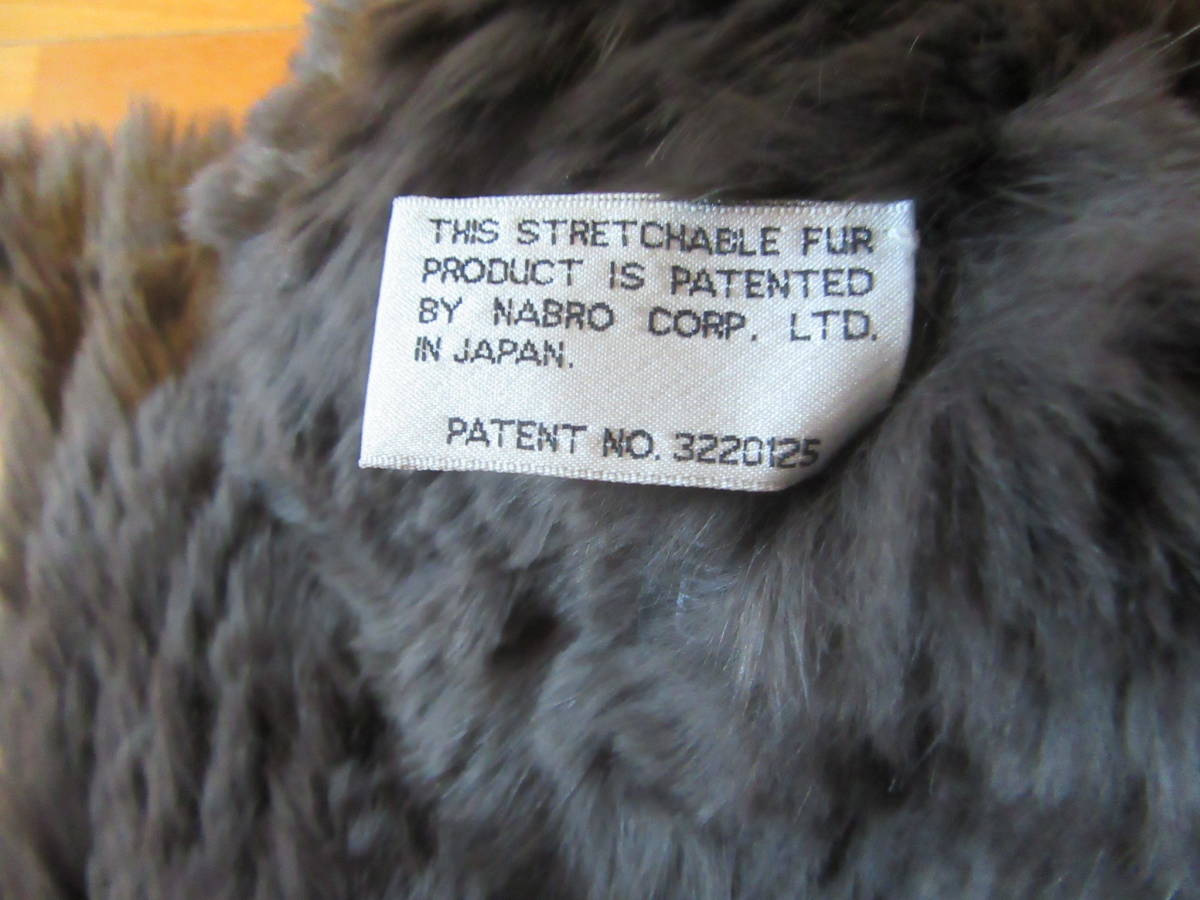 THIS STRETCHABLE FUR
PRODUCT IS PATENTED
BY NABRO CORP. LTD.
IN JAPAN.
PATENT NO. 3220125